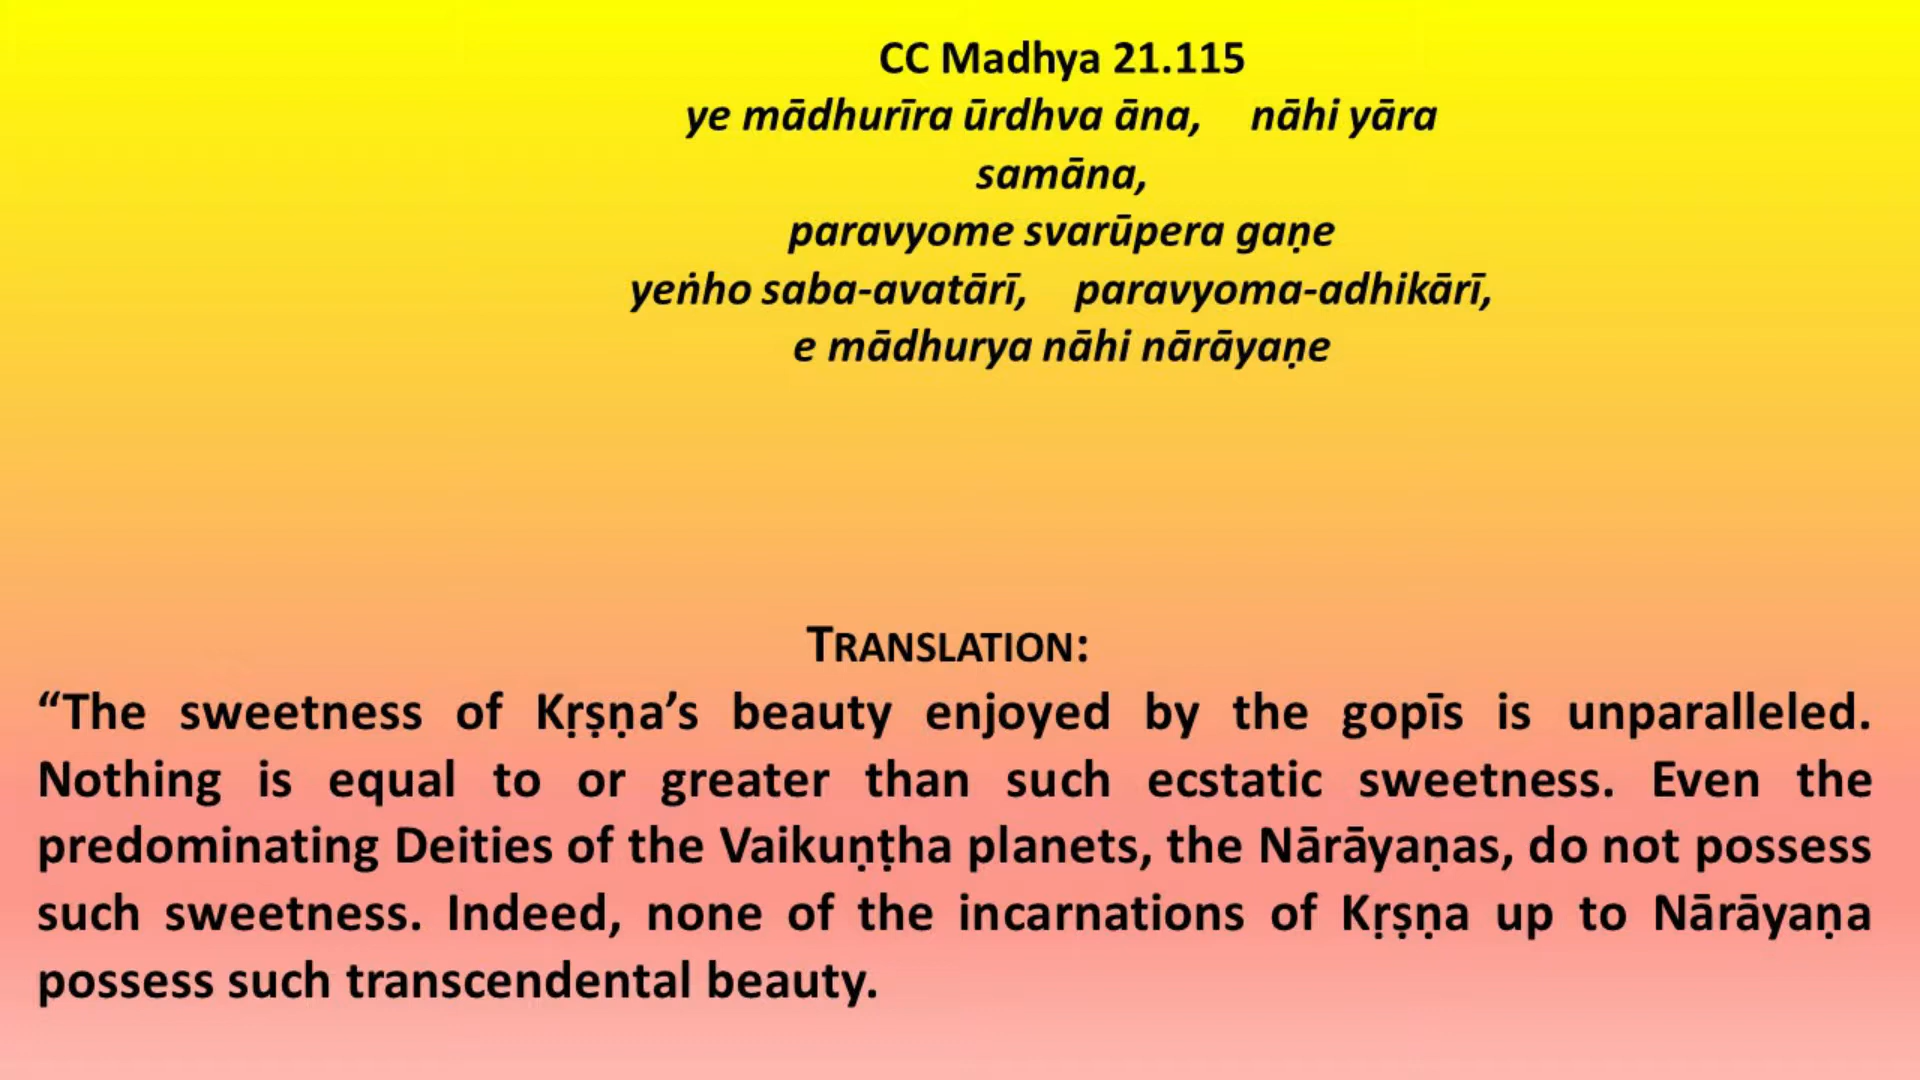 CC Madhya 21.115
ye mādhurīra ūrdhva āna, nāhi yāra
samāna,
paravyome svarūpera gaṇe
yeṅho saba-avatārī, paravyoma-adhikārī,
e mādhurya nāhi nārāyaṇe
TRANSLATION:
“The sweetness of Kṛṣṇa’s beauty enjoyed by the gopīs is unparalleled.
Nothing is equal to or greater than such ecstatic sweetness. Even the
predominating Deities of the Vaikuṇṭha planets, the Nārāyaṇas, do not possess
such sweetness. Indeed, none of the incarnations of Kṛṣṇa up to Nārāyaṇa
possess such transcendental beauty.